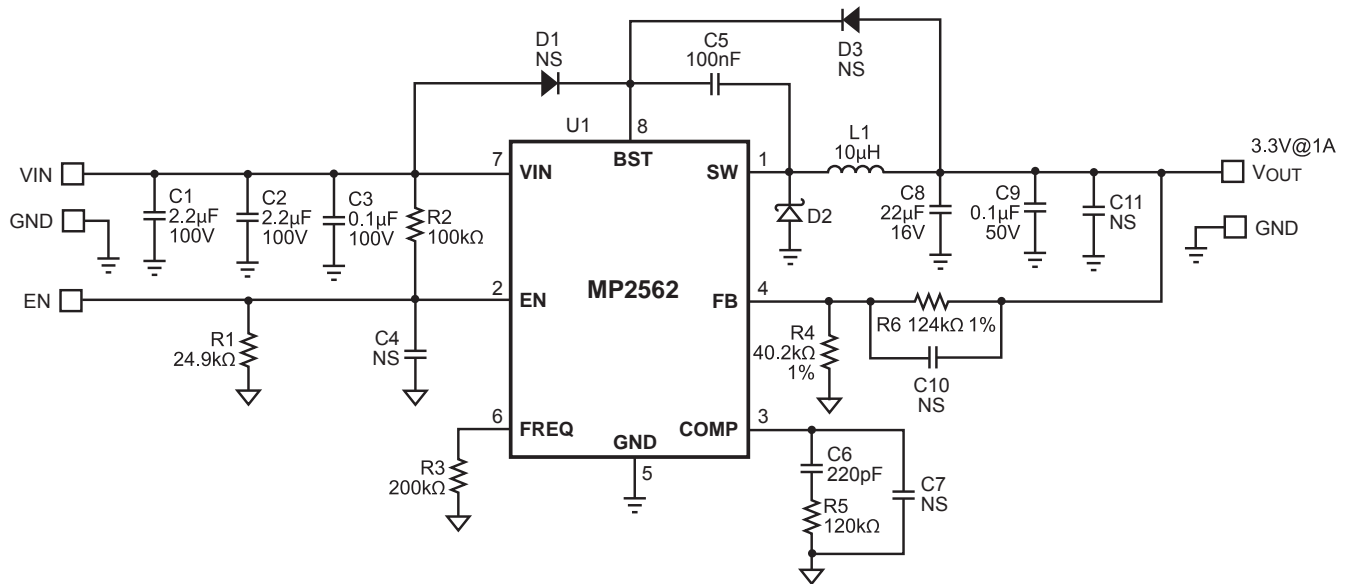 D1
NS
C5
100nF
D3
NS
U1
8
BST
VIN
7
VIN
SW
1
L1
10µH
3.3V@1A
VOUT
C1
2.2µF
100V
C2
2.2µF
100V
C3
0.1µF
100V
R2
100kΩ
D2
C8
22µF
16V
C9
0.1µF
50V
C11
NS
GND
GND
MP2562
EN
2
EN
FB
4
R1
24.9kΩ
C4
NS
R4
40.2kΩ
1%
R6 124kΩ 1%
C10
NS
6
FREQ
GND
5
COMP
3
R3
200kΩ
C6
220pF
R5
120kΩ
C7
NS